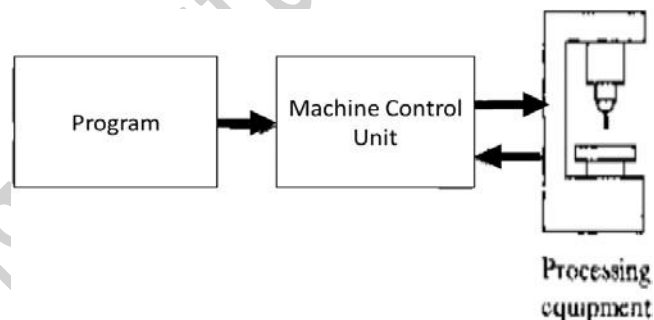 Program
Machine Control
Unit
Processing
equipment